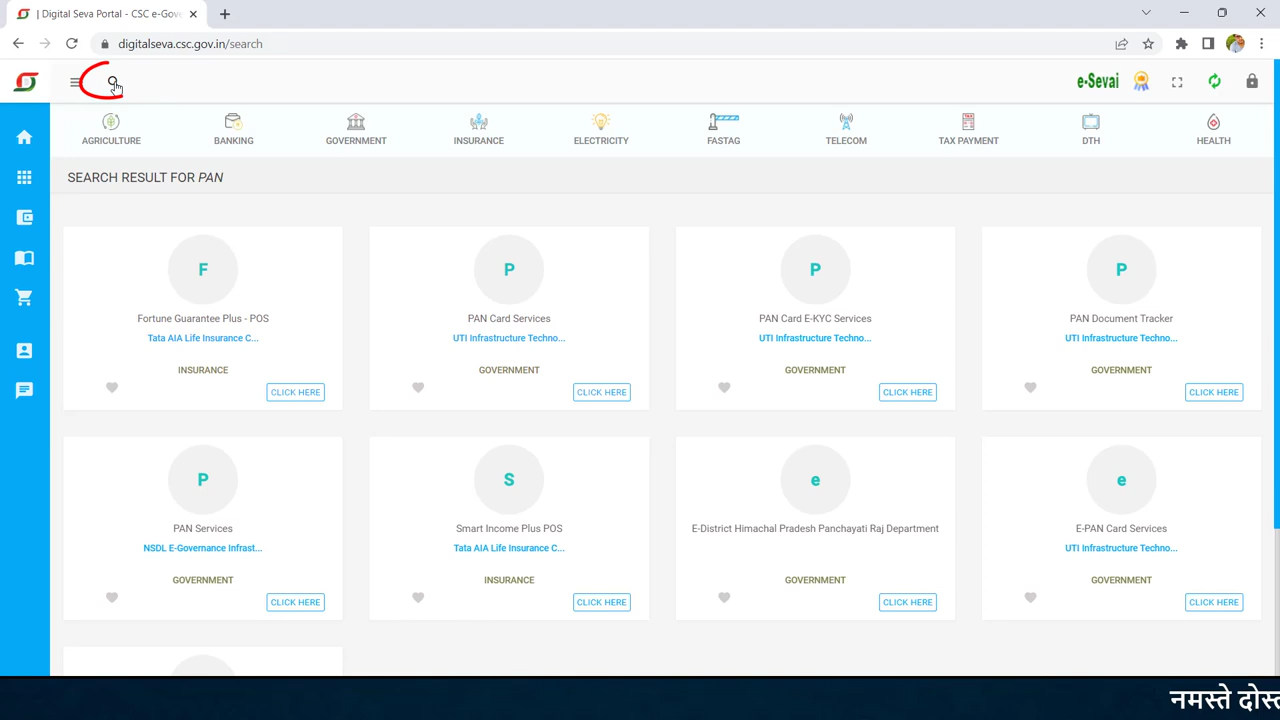 | Digital Seva Portal - CSC e-Gove
digitalseva.csc.gov.in/search
e-Sevai
AGRICULTURE BANKING GOVERNMENT INSURANCE ELECTRICITY FASTAG TELECOM TAX PAYMENT DTH HEALTH
SEARCH RESULT FOR PAN
F P P P
Fortune Guarantee Plus - POS PAN Card Services PAN Card E-KYC Services PAN Document Tracker
Tata AIA Life Insurance C... UTI Infrastructure Techno... UTI Infrastructure Techno... UTI Infrastructure Techno...
INSURANCE GOVERNMENT GOVERNMENT GOVERNMENT
CLICK HERE CLICK HERE CLICK HERE CLICK HERE
P S e e
PAN Services Smart Income Plus POS E-District Himachal Pradesh Panchayati Raj Department E-PAN Card Services
NSDL E-Governance Infrast... Tata AIA Life Insurance C... UTI Infrastructure Techno...
GOVERNMENT INSURANCE GOVERNMENT GOVERNMENT
CLICK HERE CLICK HERE CLICK HERE CLICK HERE
नमस्ते